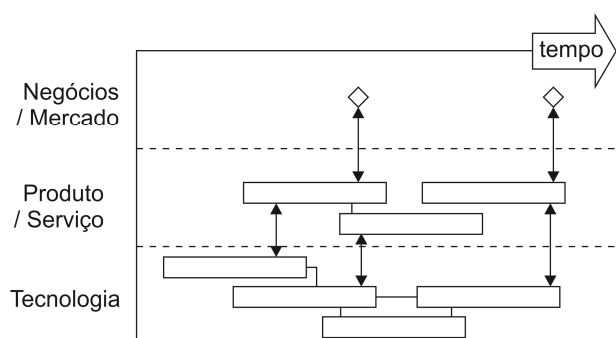 tempo
Negócios
/ Mercado
Produto
/ Serviço
Tecnologia